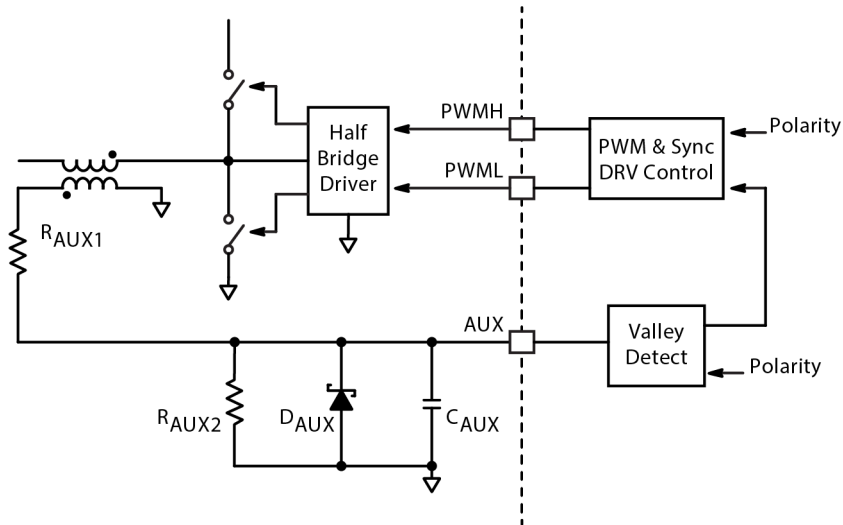 PWMH
Polarity
Half
Bridge
Driver
PWM & Sync
DRV Control
PWML
RAUX1
AUX
Valley
Detect
Polarity
RAUX2
DAUX
CAUX